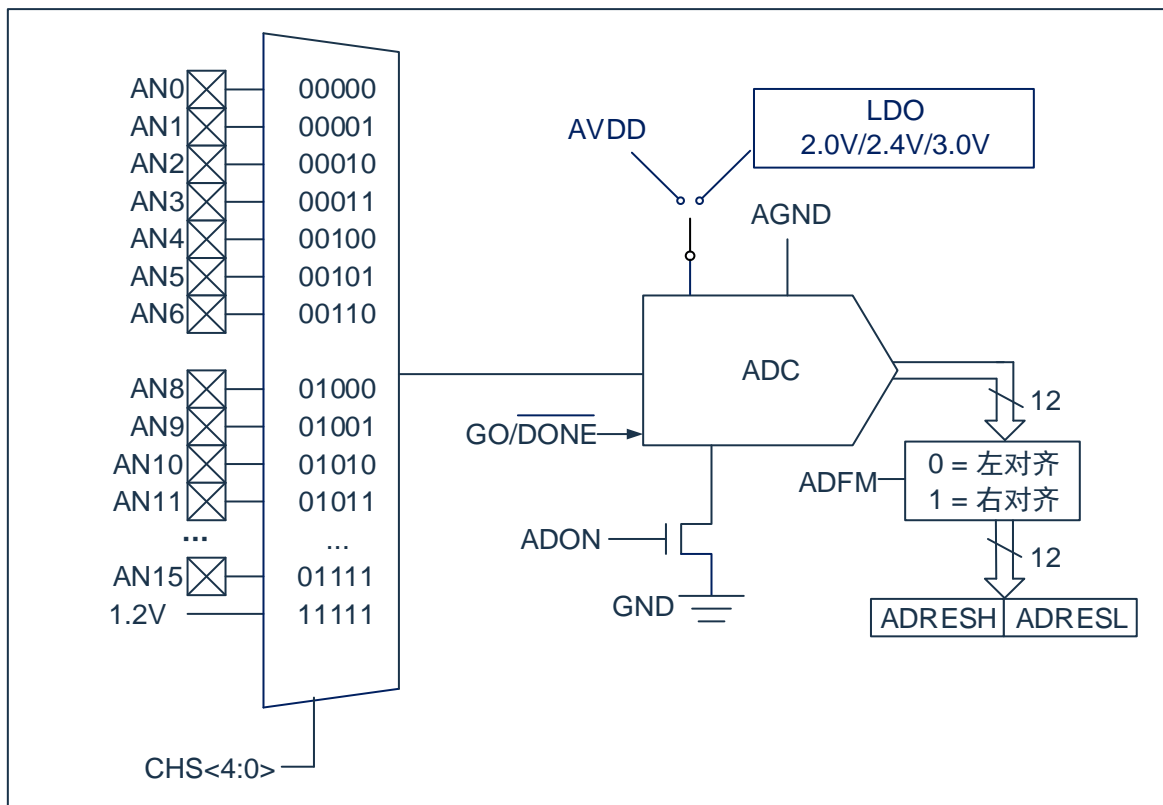 AN0 00000
AN1 00001
AN2 00010
AN3 00011
AN4 00100
AN5 00101
AN6 00110
AN8 01000
AN9 01001
AN10 01010
AN11 01011
... ...
AN15 01111
1.2V 11111
CHS<4:0>
AVDD
LDO
2.0V/2.4V/3.0V
AGND
ADC
GO/DONE
12
ADFM
0 = 左对齐
1 = 右对齐
ADON
12
GND
ADRESH ADRESL